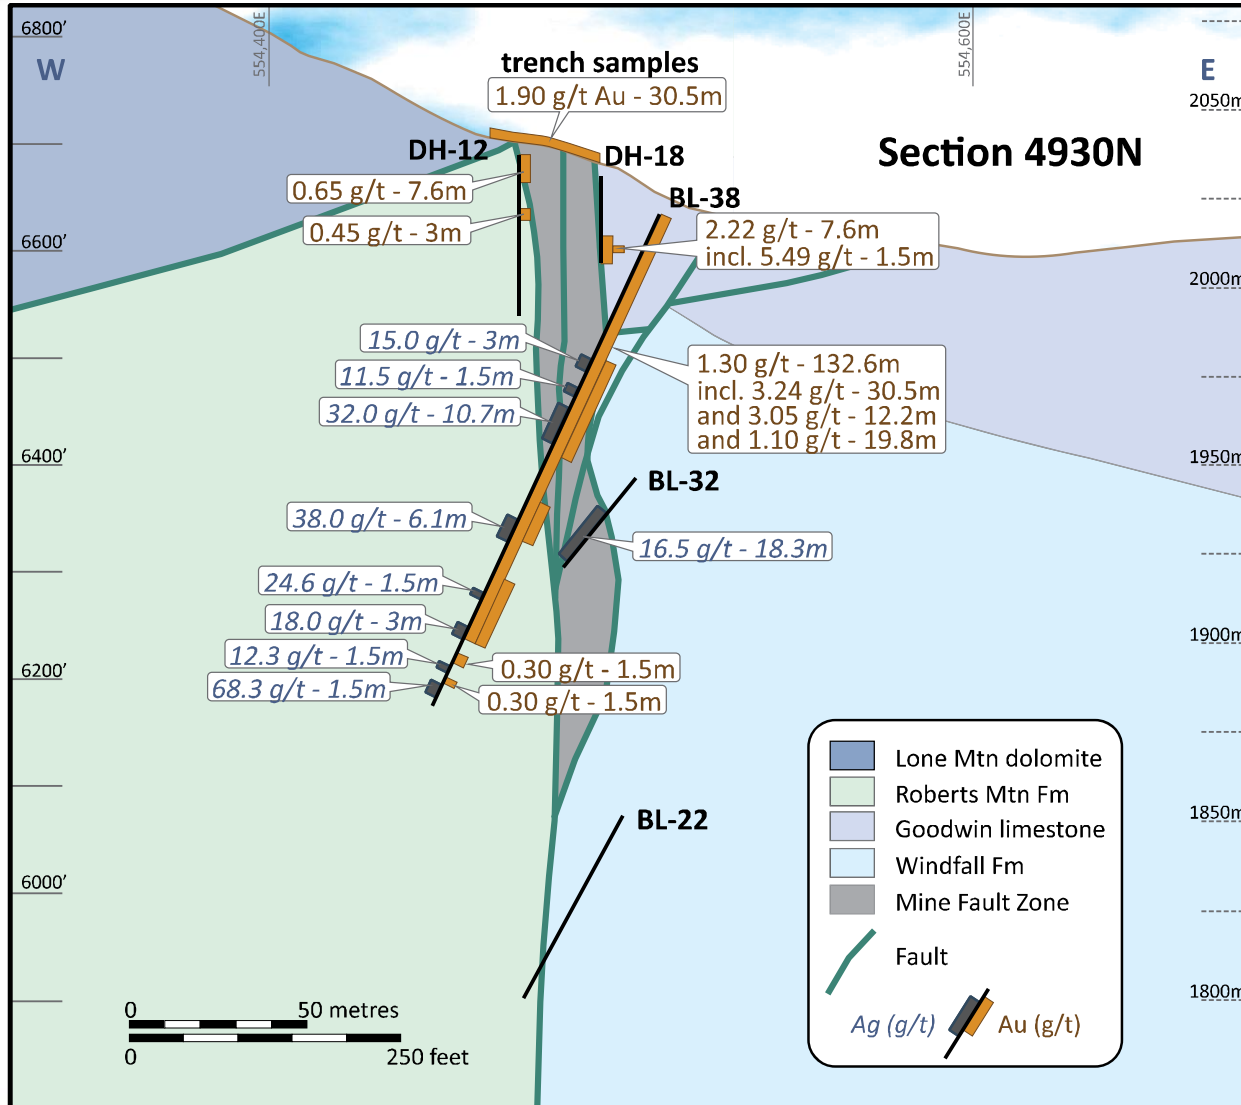 6800'
554,400E
554,600E
W
E
trench samples
1.90 g/t Au - 30.5m
2050m
Section 4930N
DH-12
DH-18
BL-38
0.65 g/t - 7.6m
0.45 g/t - 3m
2.22 g/t - 7.6m
incl. 5.49 g/t - 1.5m
6600'
2000m
15.0 g/t - 3m
11.5 g/t - 1.5m
32.0 g/t - 10.7m
1.30 g/t - 132.6m
incl. 3.24 g/t - 30.5m
and 3.05 g/t - 12.2m
and 1.10 g/t - 19.8m
6400'
1950m
BL-32
38.0 g/t - 6.1m
16.5 g/t - 18.3m
24.6 g/t - 1.5m
18.0 g/t - 3m
12.3 g/t - 1.5m
68.3 g/t - 1.5m
0.30 g/t - 1.5m
0.30 g/t - 1.5m
6200'
1900m
BL-22
1850m
6000'
1800m
Lone Mtn dolomite
Roberts Mtn Fm
Goodwin limestone
Windfall Fm
Mine Fault Zone
Fault
Ag (g/t)
Au (g/t)
0 50 metres
0 250 feet